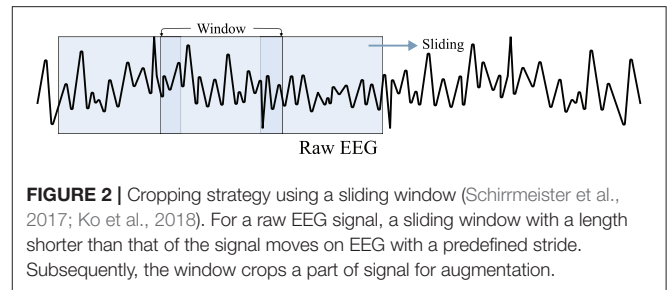 Window
Sliding
Raw EEG
FIGURE 2 | Cropping strategy using a sliding window (Schirrmeister et al.,
2017; Ko et al., 2018). For a raw EEG signal, a sliding window with a length
shorter than that of the signal moves on EEG with a predefined stride.
Subsequently, the window crops a part of signal for augmentation.